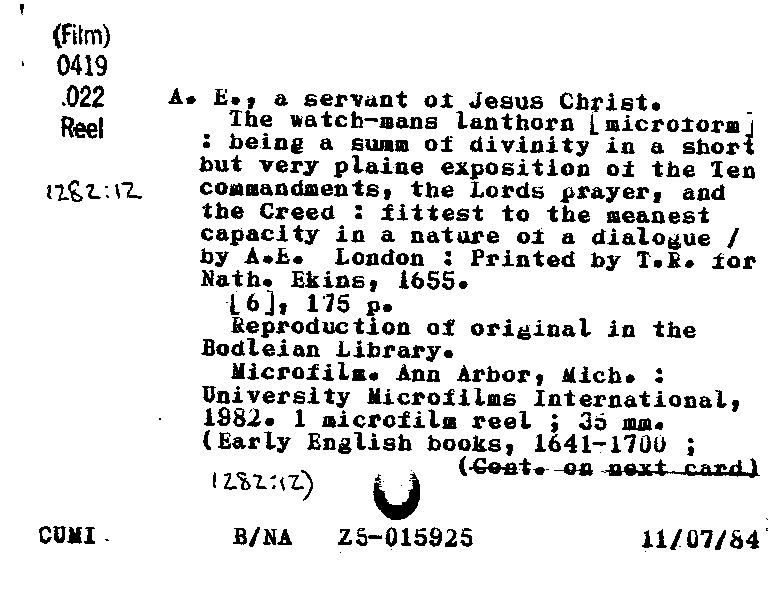 (Film)
0419
.022
Reel
1282:12
A. E., a servant of Jesus Christ.
The watch-mans lanthorn [microform]
: being a summ of divinity in a short
but very plaine exposition of the Ten
commandments, the Lords prayer, and
the Creed : fittest to the meanest
capacity in a nature of a dialogue /
by A.E. London : Printed by T.R. for
Nath. Ekins, 1655.
[6], 175 p.
Reproduction of original in the
Bodleian Library.
Microfilm. Ann Arbor, Mich. :
University Microfilms International,
1982. 1 microfilm reel ; 35 mm.
(Early English books, 1641-1700 ;
(Cont. on next card)
1282:12)
CUMI B/NA Z5-015925 11/07/84